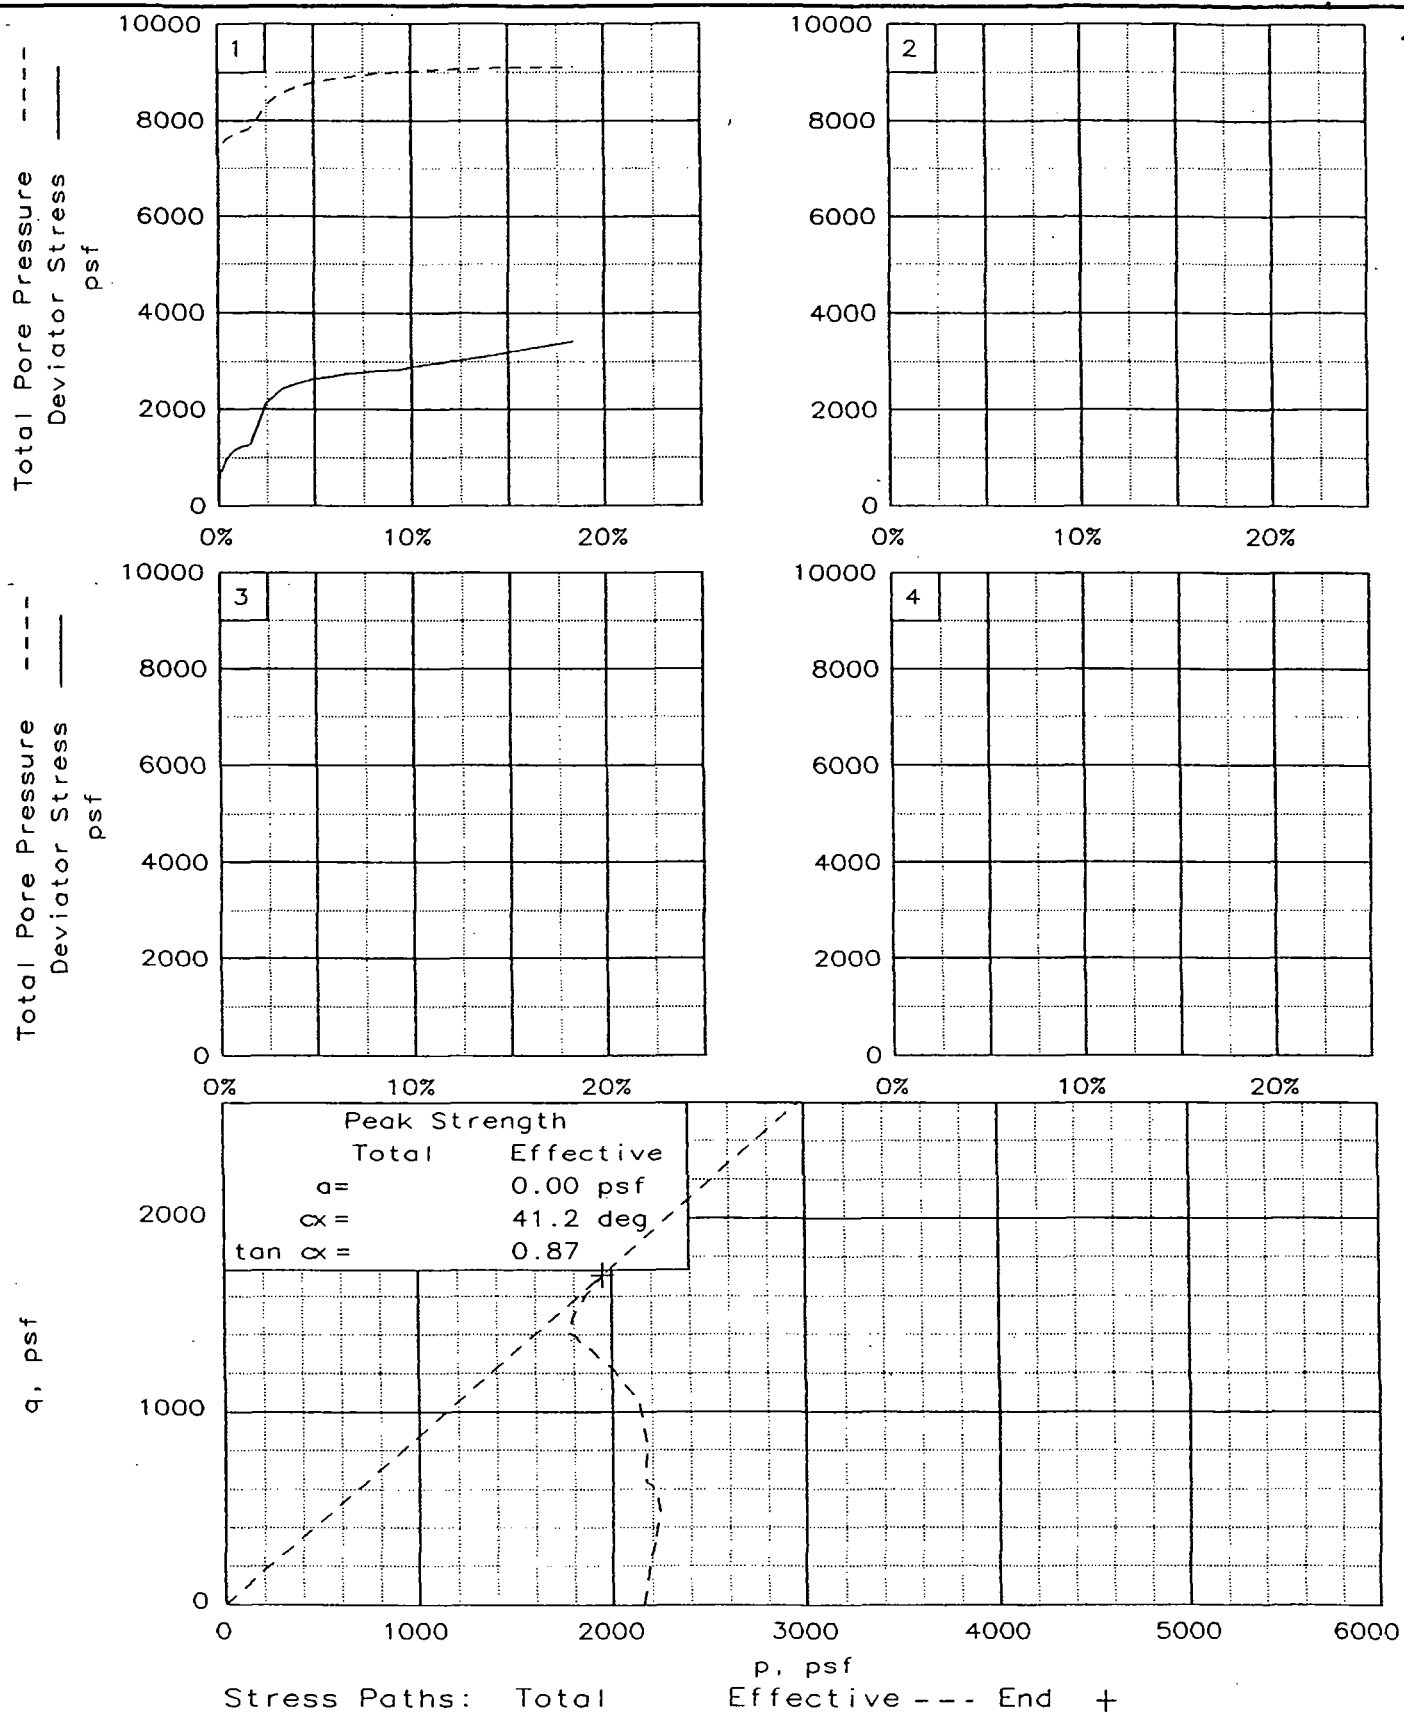 Total Pore Pressure ----
Deviator Stress ——
psf
10000
8000
6000
4000
2000
0
1
0% 10% 20%
10000
8000
6000
4000
2000
0
2
0% 10% 20%
Total Pore Pressure ----
Deviator Stress ——
psf
10000
8000
6000
4000
2000
0
3
0% 10% 20%
10000
8000
6000
4000
2000
0
4
0% 10% 20%
Peak Strength
Total Effective
a= 0.00 psf
α= 41.2 deg
tan α= 0.87
q, psf
2000
1000
0
0 1000 2000 3000 4000 5000 6000
p, psf
Stress Paths: Total Effective --- End +